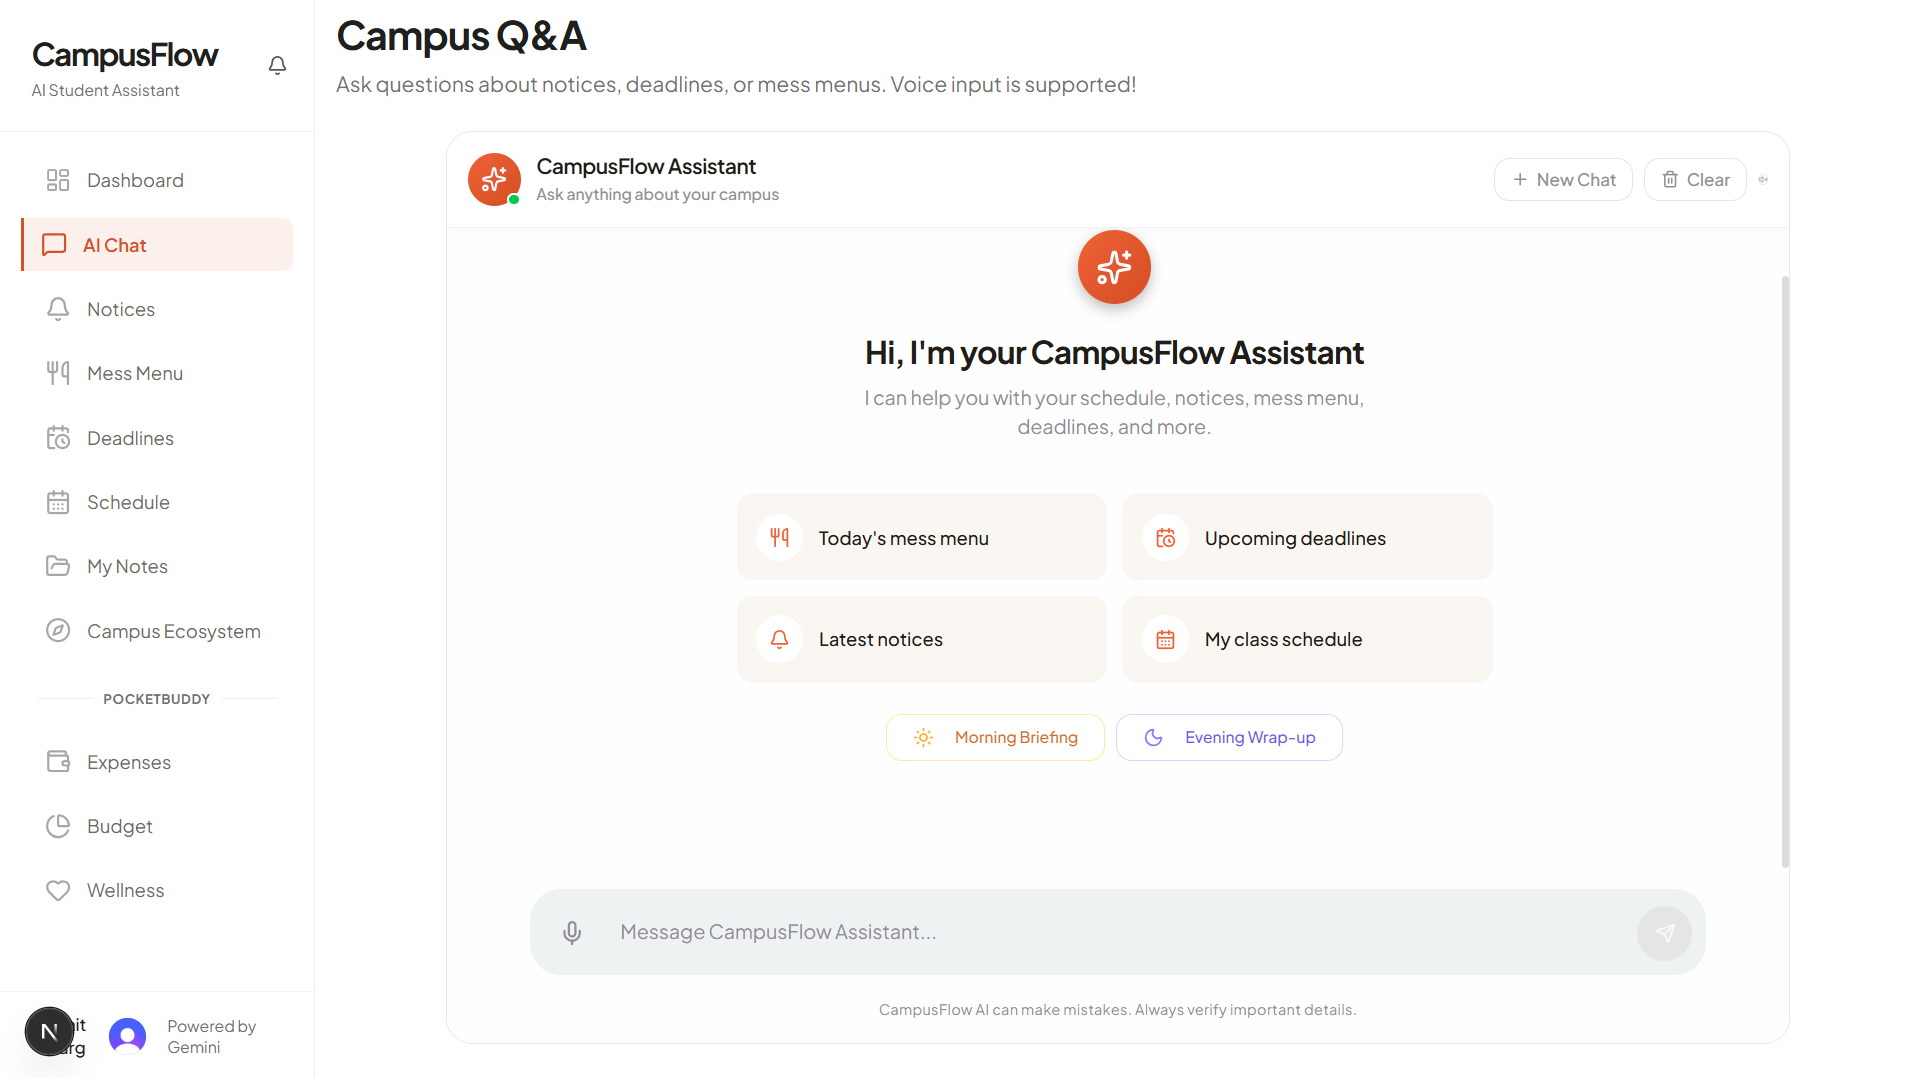 CampusFlow
AI Student Assistant
Dashboard
AI Chat
Notices
Mess Menu
Deadlines
Schedule
My Notes
Campus Ecosystem
POCKETBUDDY
Expenses
Budget
Wellness
N
Powered by
Gemini
Campus Q&A
Ask questions about notices, deadlines, or mess menus. Voice input is supported!
CampusFlow Assistant
Ask anything about your campus
New Chat
Clear
Hi, I'm your CampusFlow Assistant
I can help you with your schedule, notices, mess menu,
deadlines, and more.
Today's mess menu
Upcoming deadlines
Latest notices
My class schedule
Morning Briefing
Evening Wrap-up
Message CampusFlow Assistant...
CampusFlow AI can make mistakes. Always verify important details.